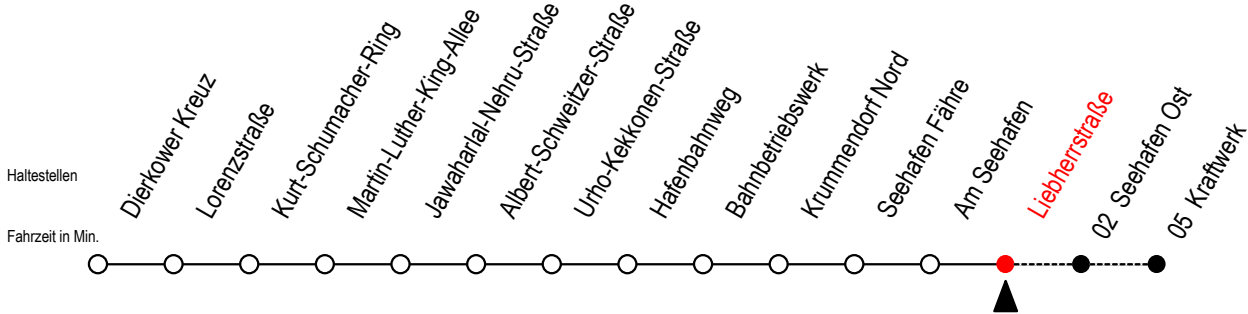 Haltestellen
Fahrzeit in Min.
Dierkower Kreuz
Lorenzstraße
Kurt-Schumacher-Ring
Martin-Luther-King-Allee
Jawaharlal-Nehru-Straße
Albert-Schweitzer-Straße
Urho-Kekkonen-Straße
Hafenbahnweg
Bahnbetriebswerk
Krummendorf Nord
Seehafen Fähre
Am Seehafen
Liebherrstraße
02 Seehafen Ost
05 Kraftwerk